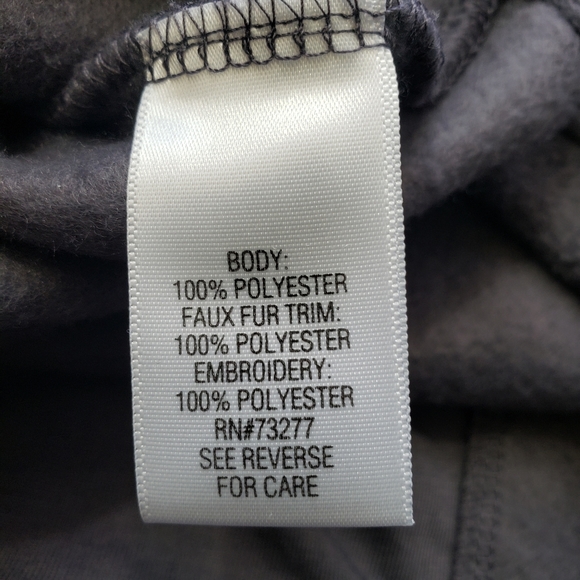 BODY:
100% POLYESTER
FAUX FUR TRIM:
100% POLYESTER
EMBROIDERY:
100% POLYESTER
RN#73277
SEE REVERSE
FOR CARE